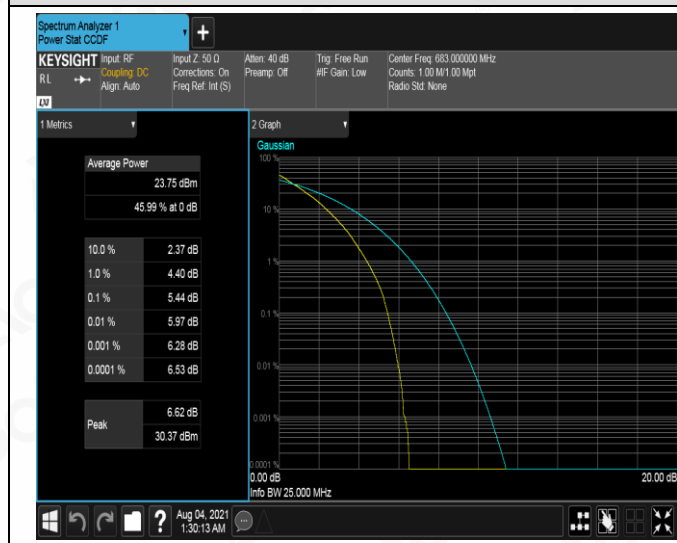 Spectrum Analyzer 1
Power Stat CCDF
+
KEYSIGHT
RL
LXI
Input: RF
Coupling: DC
Align: Auto
Input Z: 50 Ω
Corrections: On
Freq Ref: Int (S)
Atten: 40 dB
Preamp: Off
Trig: Free Run
#IF Gain: Low
Center Freq: 683.000000 MHz
Counts: 1.00 M/1.00 Mpt
Radio Std: None
1 Metrics
Average Power
23.75 dBm
45.99 % at 0 dB
10.0 % 2.37 dB
1.0 % 4.40 dB
0.1 % 5.44 dB
0.01 % 5.97 dB
0.001 % 6.28 dB
0.0001 % 6.53 dB
Peak
6.62 dB
30.37 dBm
2 Graph
Gaussian
100 %
10 %
1 %
0.1 %
0.01 %
0.001 %
0.0001 %
0.00 dB 20.00 dB
Info BW 25.000 MHz
?
Aug 04, 2021
1:30:13 AM